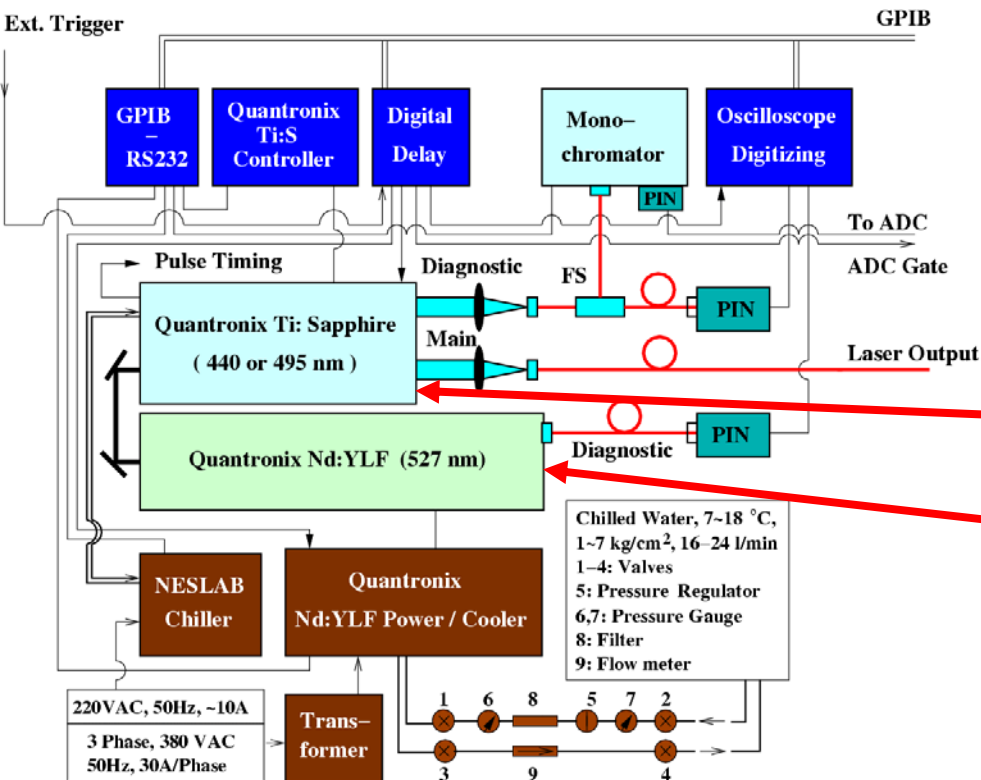 Ext. Trigger
GPIB
GPIB
–
RS232
Quantronix
Ti:S
Controller
Digital
Delay
Mono–
chromator
Oscilloscope
Digitizing
PIN
To ADC
ADC Gate
Pulse Timing
Diagnostic
FS
PIN
Quantronix Ti: Sapphire
( 440 or 495 nm )
Main
Laser Output
Quantronix Nd:YLF (527 nm)
Diagnostic
PIN
Chilled Water, 7~18 °C,
1~7 kg/cm², 16–24 l/min
1–4: Valves
5: Pressure Regulator
6,7: Pressure Gauge
8: Filter
9: Flow meter
NESLAB
Chiller
Quantronix
Nd:YLF Power / Cooler
220VAC, 50Hz, ~10A
3 Phase, 380 VAC
50Hz, 30A/Phase
Trans–
former
1 6 8 5 7 2
3 9 4